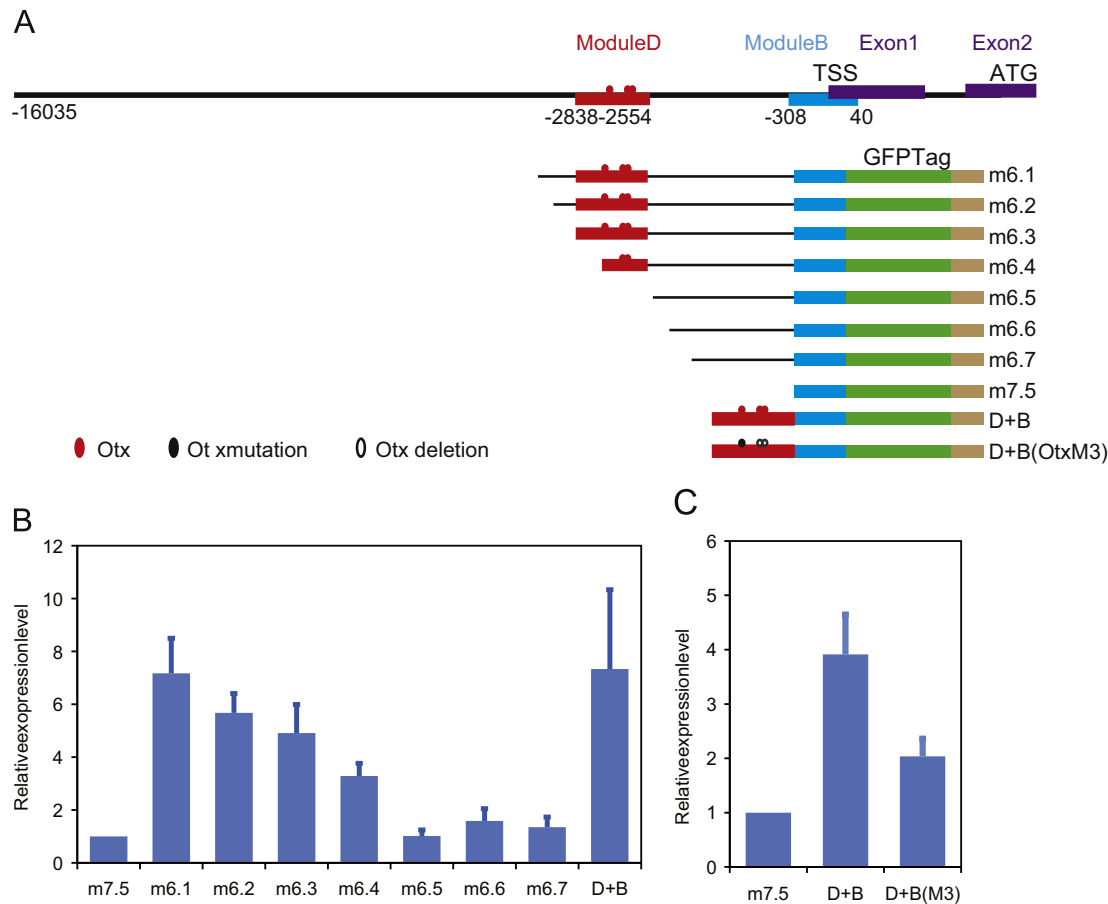 A
ModuleD ModuleB Exon1 Exon2
TSS ATG
-16035 -2838-2554 -308 40
GFPTag
m6.1
m6.2
m6.3
m6.4
m6.5
m6.6
m6.7
m7.5
D+B
D+B(OtxM3)
Otx Ot xmutation Otx deletion
B
Relativeexopressionlevel
12
10
8
6
4
2
0
m7.5 m6.1 m6.2 m6.3 m6.4 m6.5 m6.6 m6.7 D+B
C
Relativeexpressionlevel
6
5
4
3
2
1
0
m7.5 D+B D+B(M3)